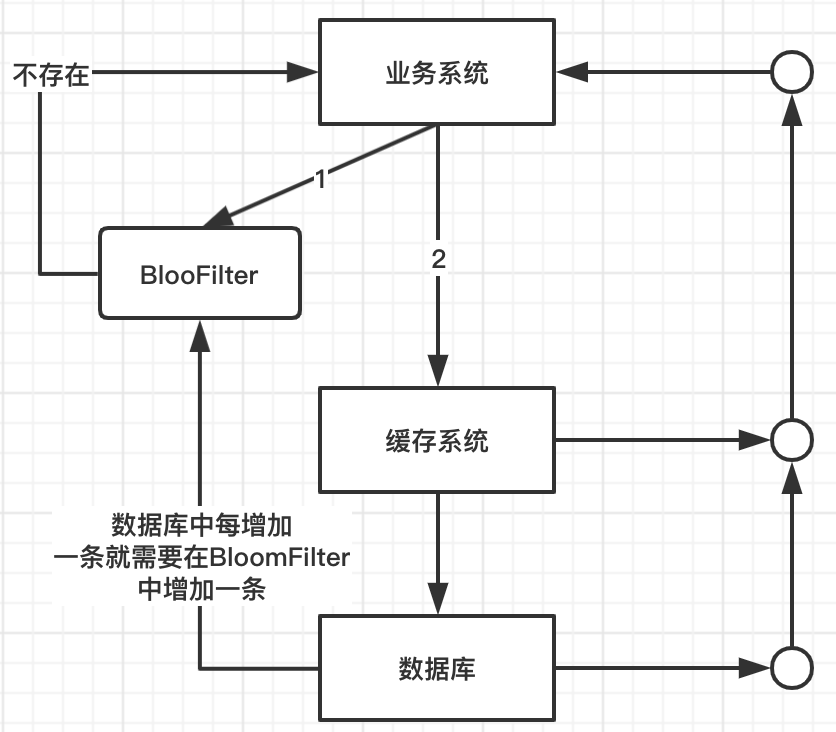 不存在
业务系统
1
BlooFilter
2
缓存系统
数据库中每增加
一条就需要在BloomFilter
中增加一条
数据库